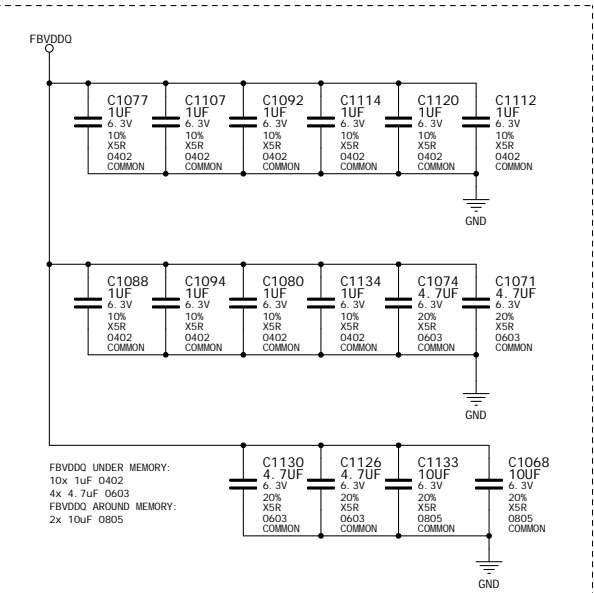 FBVDDQ
C1077
1UF
6.3V
10%
X5R
0402
COMMON
C1107
1UF
6.3V
10%
X5R
0402
COMMON
C1092
1UF
6.3V
10%
X5R
0402
COMMON
C1114
1UF
6.3V
10%
X5R
0402
COMMON
C1120
1UF
6.3V
10%
X5R
0402
COMMON
C1112
1UF
6.3V
10%
X5R
0402
COMMON
GND
C1088
1UF
6.3V
10%
X5R
0402
COMMON
C1094
1UF
6.3V
10%
X5R
0402
COMMON
C1080
1UF
6.3V
10%
X5R
0402
COMMON
C1134
1UF
6.3V
10%
X5R
0402
COMMON
C1074
4.7UF
6.3V
20%
X5R
0603
COMMON
C1071
4.7UF
6.3V
20%
X5R
0603
COMMON
GND
FBVDDQ UNDER MEMORY:
10x 1uF 0402
4x 4.7uF 0603
FBVDDQ AROUND MEMORY:
2x 10uF 0805
C1130
4.7UF
6.3V
20%
X5R
0603
COMMON
C1126
4.7UF
6.3V
20%
X5R
0603
COMMON
C1133
10UF
6.3V
20%
X5R
0805
COMMON
C1068
10UF
6.3V
20%
X5R
0805
COMMON
GND